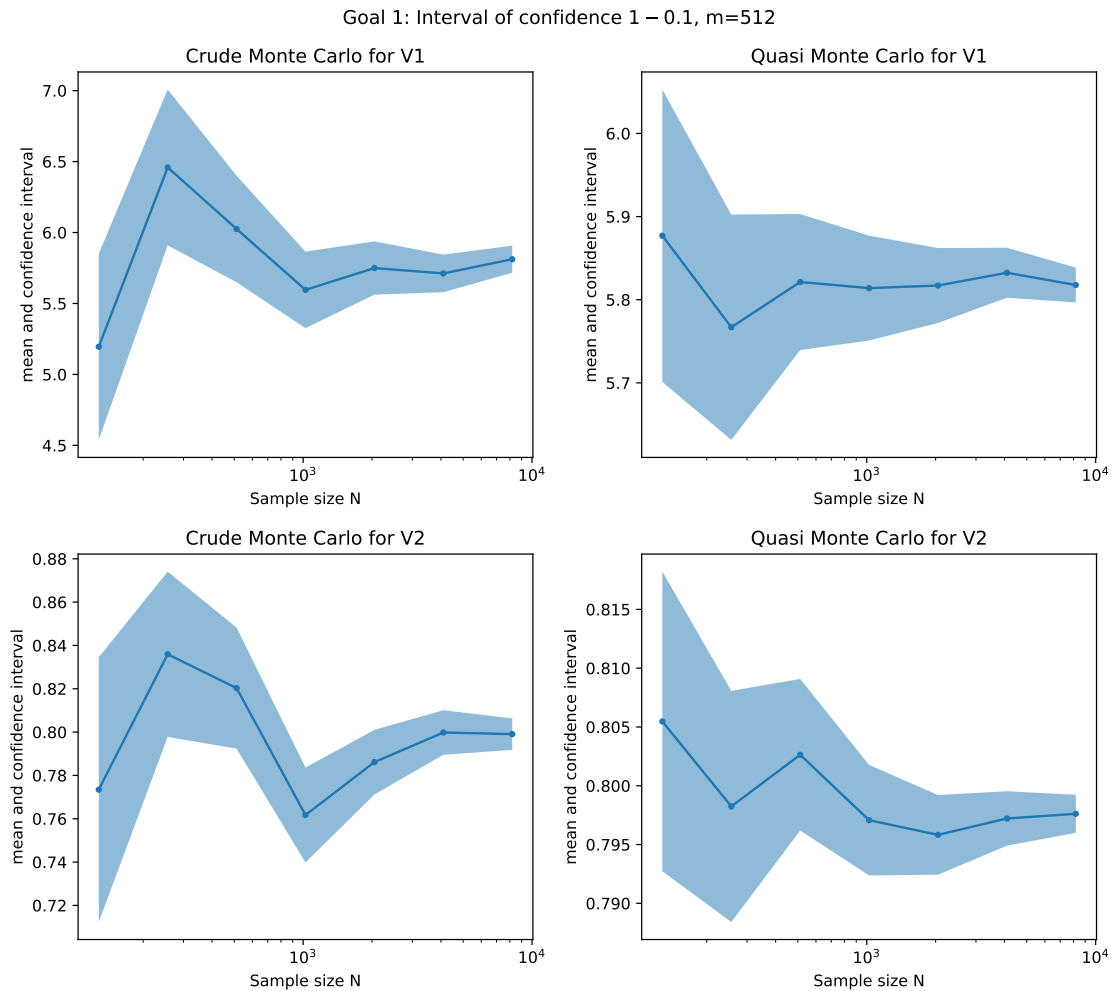 Goal 1: Interval of confidence 1 − 0.1, m=512
Crude Monte Carlo for V1
mean and confidence interval
7.0
6.5
6.0
5.5
5.0
4.5
10³
10⁴
Sample size N
Quasi Monte Carlo for V1
mean and confidence interval
6.0
5.9
5.8
5.7
10³
10⁴
Sample size N
Crude Monte Carlo for V2
mean and confidence interval
0.88
0.86
0.84
0.82
0.80
0.78
0.76
0.74
0.72
10³
10⁴
Sample size N
Quasi Monte Carlo for V2
mean and confidence interval
0.815
0.810
0.805
0.800
0.795
0.790
10³
10⁴
Sample size N